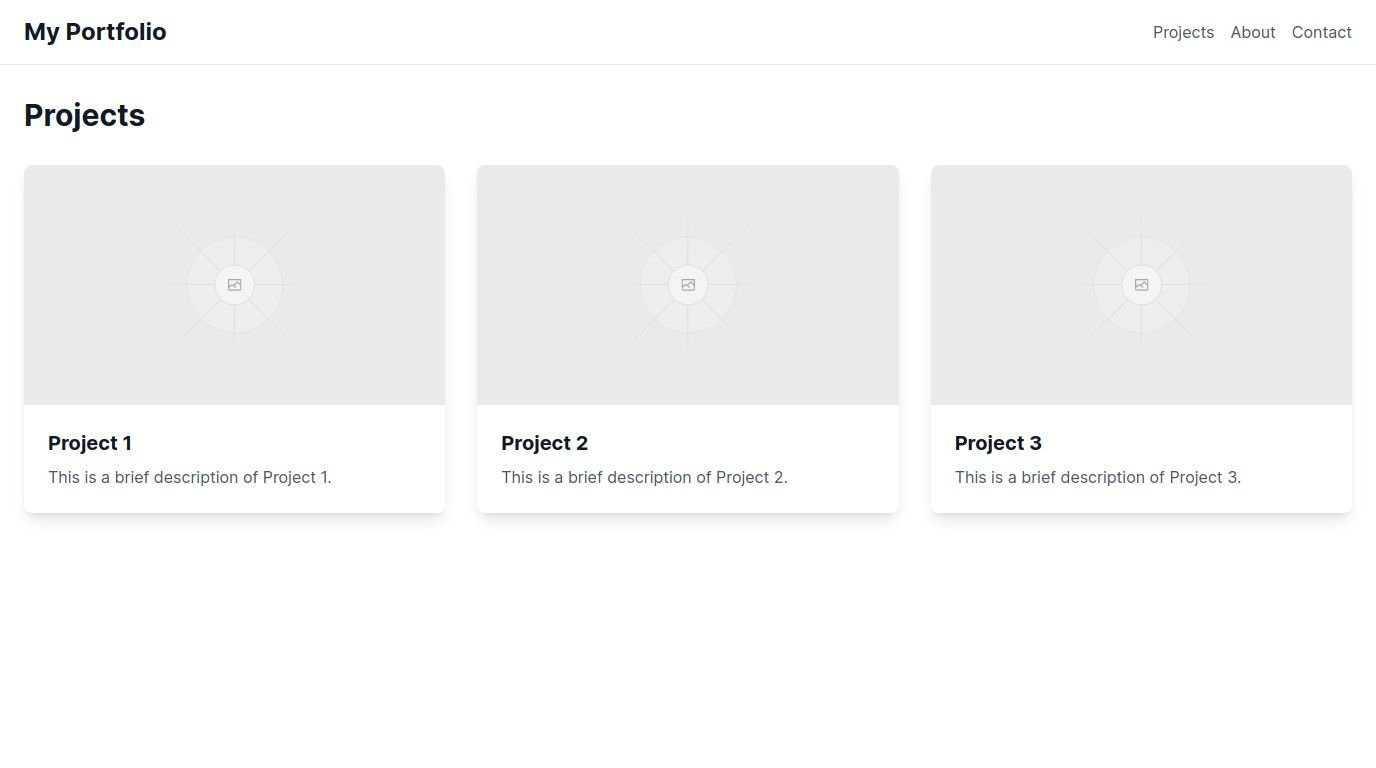 My Portfolio
Projects About Contact
Projects
Project 1
This is a brief description of Project 1.
Project 2
This is a brief description of Project 2.
Project 3
This is a brief description of Project 3.